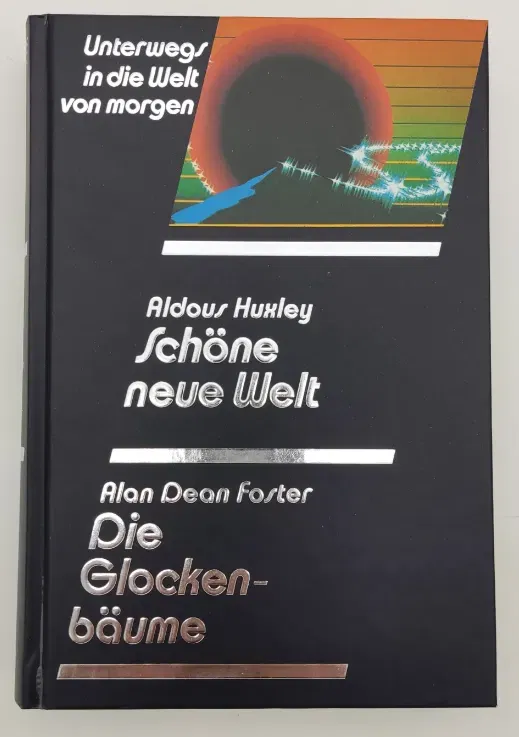 Unterwegs
in die Welt
von morgen
Aldous Huxley
Schöne
neue Welt
Alan Dean Foster
Die
Glocken-
bäume